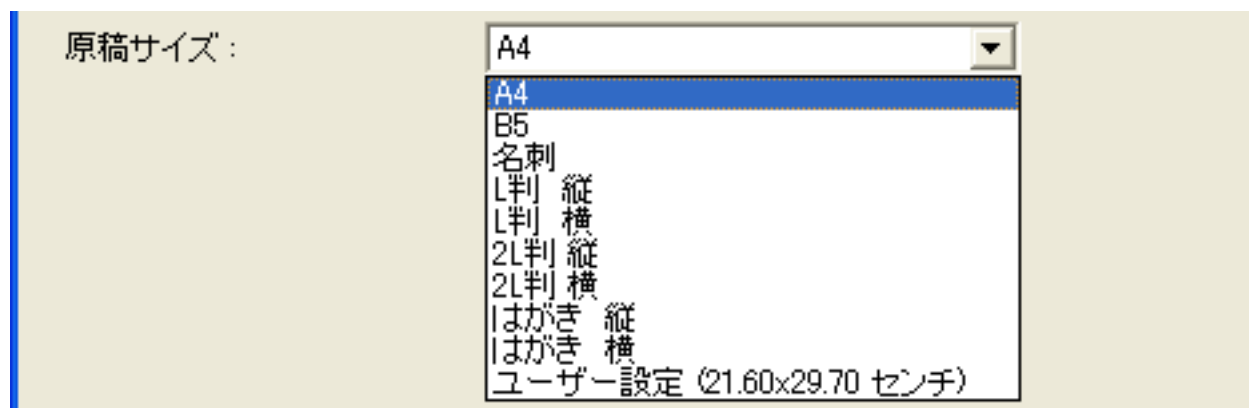 原稿サイズ： A4
A4
B5
名刺
L判 縦
L判 横
2L判 縦
2L判 横
はがき 縦
はがき 横
ユーザー設定 (21.60x29.70 センチ)